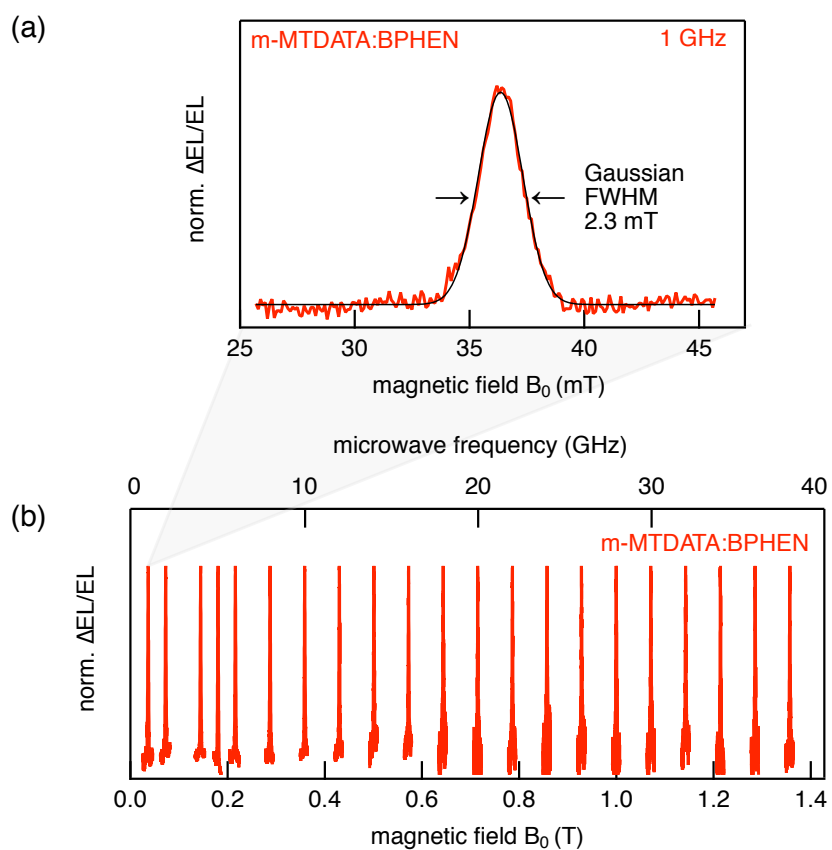 (a)
m-MTDATA:BPHEN 1 GHz
norm. ΔEL/EL
Gaussian
FWHM
2.3 mT
25 30 35 40 45
magnetic field B₀ (mT)
microwave frequency (GHz)
0 10 20 30 40
(b)
m-MTDATA:BPHEN
norm. ΔEL/EL
0.0 0.2 0.4 0.6 0.8 1.0 1.2 1.4
magnetic field B₀ (T)